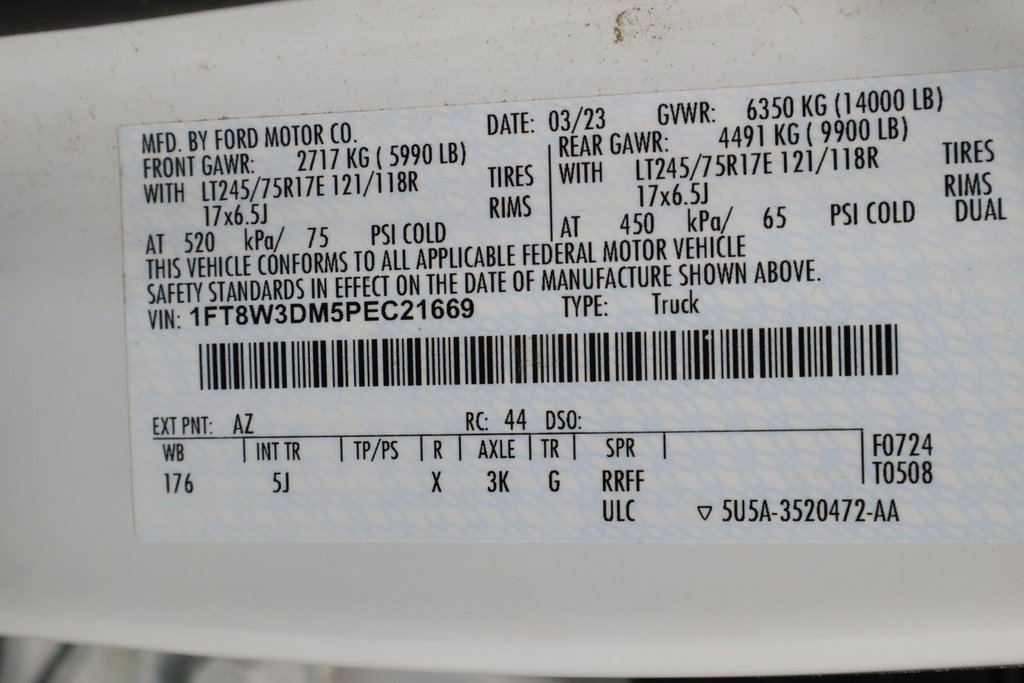 MFD. BY FORD MOTOR CO. DATE: 03/23 GVWR: 6350 KG (14000 LB)
FRONT GAWR: 2717 KG ( 5990 LB) REAR GAWR: 4491 KG ( 9900 LB)
WITH LT245/75R17E 121/118R TIRES WITH LT245/75R17E 121/118R TIRES
17x6.5J RIMS 17x6.5J RIMS
AT 520 kPa/ 75 PSI COLD AT 450 kPa/ 65 PSI COLD DUAL
THIS VEHICLE CONFORMS TO ALL APPLICABLE FEDERAL MOTOR VEHICLE
SAFETY STANDARDS IN EFFECT ON THE DATE OF MANUFACTURE SHOWN ABOVE.
VIN: 1FT8W3DM5PEC21669 TYPE: Truck
EXT PNT: AZ RC: 44 DSO:
WB INT TR TP/PS R AXLE TR SPR F0724
176 5J X 3K G RRFF T0508
ULC ▽ 5U5A-3520472-AA